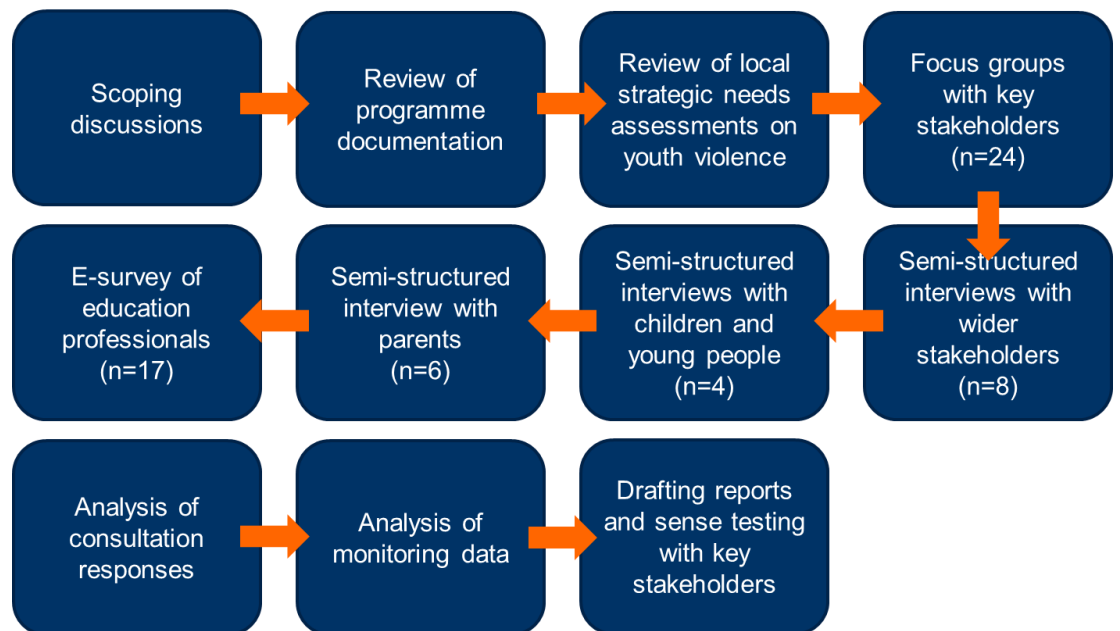 Scoping
discussions
Review of
programme
documentation
Review of local
strategic needs
assessments on
youth violence
Focus groups
with key
stakeholders
(n=24)
Semi-structured
interviews with
wider
stakeholders
(n=8)
Semi-structured
interviews with
children and
young people
(n=4)
Semi-structured
interview with
parents
(n=6)
E-survey of
education
professionals
(n=17)
Analysis of
consultation
responses
Analysis of
monitoring data
Drafting reports
and sense testing
with key
stakeholders